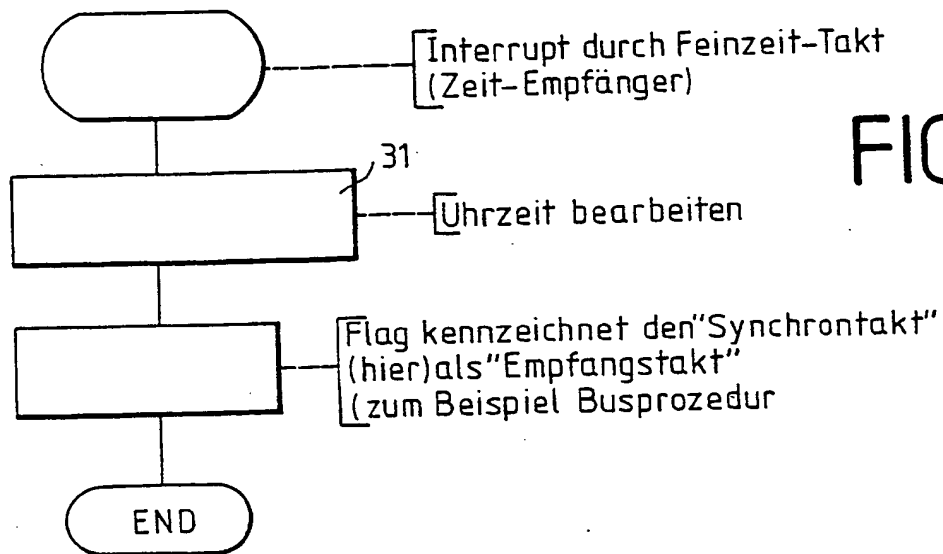 Interrupt durch Feinzeit-Takt
(Zeit-Empfänger)
FIG
31
Uhrzeit bearbeiten
Flag kennzeichnet den "Synchrontakt"
(hier) als "Empfangstakt"
(zum Beispiel Busprozedur
END